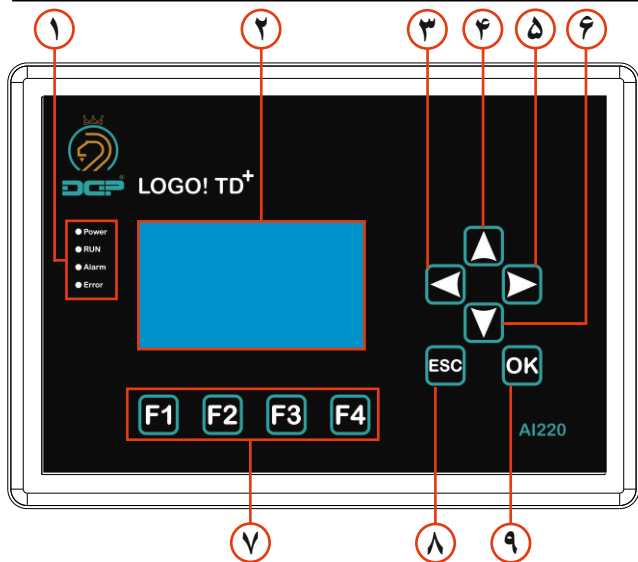 ۱ ۲ ۳ ۴ ۵ ۶
DCP®
LOGO! TD+
Power
RUN
Alarm
Error
ESC OK
F1 F2 F3 F4
AI220
۷ ۸ ۹